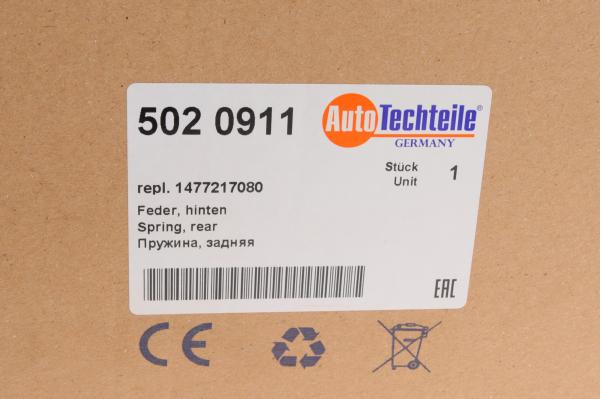 502 0911
AutoTechteile®
GERMANY
Stück 1
Unit
repl. 1477217080
Feder, hinten
Spring, rear
Пружина, задняя
EAC
CE